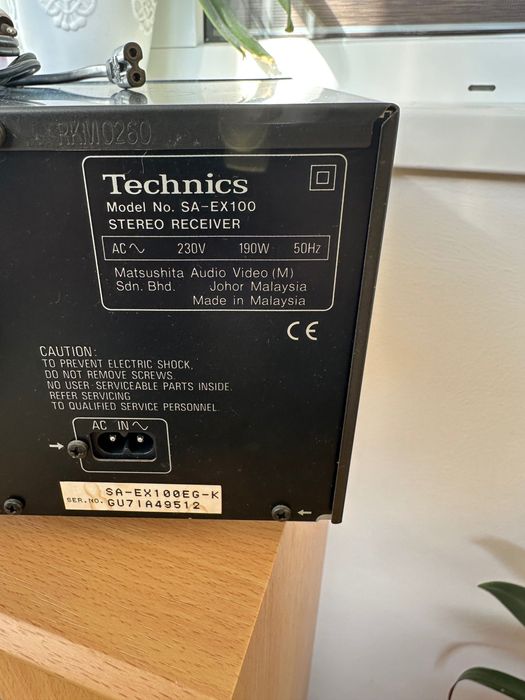 RKM0260
Technics
Model No. SA-EX100
STEREO RECEIVER
AC∿ 230V 190W 50Hz
Matsushita Audio Video (M)
Sdn. Bhd. Johor Malaysia
Made in Malaysia
CE
CAUTION:
TO PREVENT ELECTRIC SHOCK,
DO NOT REMOVE SCREWS.
NO USER-SERVICEABLE PARTS INSIDE.
REFER SERVICING
TO QUALIFIED SERVICE PERSONNEL.
AC IN∿
SA-EX100EG-K
SER.NO. GU7IA49512